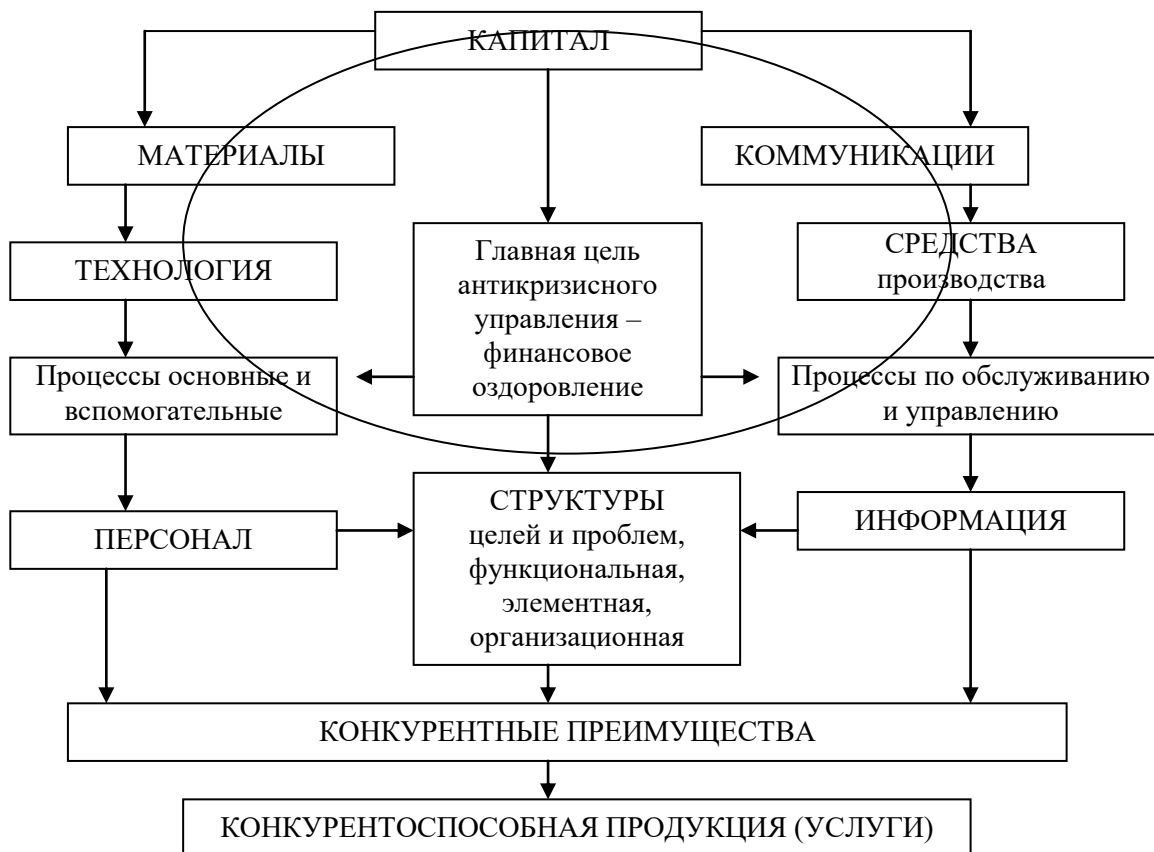 КАПИТАЛ
МАТЕРИАЛЫ
КОММУНИКАЦИИ
ТЕХНОЛОГИЯ
Главная цель
антикризисного
управления –
финансовое
оздоровление
СРЕДСТВА
производства
Процессы основные и
вспомогательные
Процессы по обслуживанию
и управлению
ПЕРСОНАЛ
СТРУКТУРЫ
целей и проблем,
функциональная,
элементная,
организационная
ИНФОРМАЦИЯ
КОНКУРЕНТНЫЕ ПРЕИМУЩЕСТВА
КОНКУРЕНТОСПОСОБНАЯ ПРОДУКЦИЯ (УСЛУГИ)